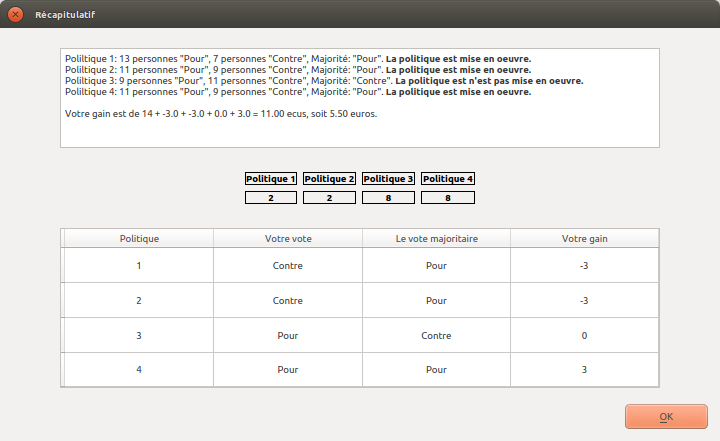 Récapitulatif
Poliltique 1: 13 personnes "Pour", 7 personnes "Contre", Majorité: "Pour". La politique est mise en oeuvre.
Poliltique 2: 11 personnes "Pour", 9 personnes "Contre", Majorité: "Pour". La politique est mise en oeuvre.
Poliltique 3: 9 personnes "Pour", 11 personnes "Contre", Majorité: "Contre". La politique est n'est pas mise en oeuvre.
Poliltique 4: 11 personnes "Pour", 9 personnes "Contre", Majorité: "Pour". La politique est mise en oeuvre.
Votre gain est de 14 + -3.0 + -3.0 + 0.0 + 3.0 = 11.00 ecus, soit 5.50 euros.
Politique 1 Politique 2 Politique 3 Politique 4
2 2 8 8
Politique Votre vote Le vote majoritaire Votre gain
1 Contre Pour -3
2 Contre Pour -3
3 Pour Contre 0
4 Pour Pour 3
OK